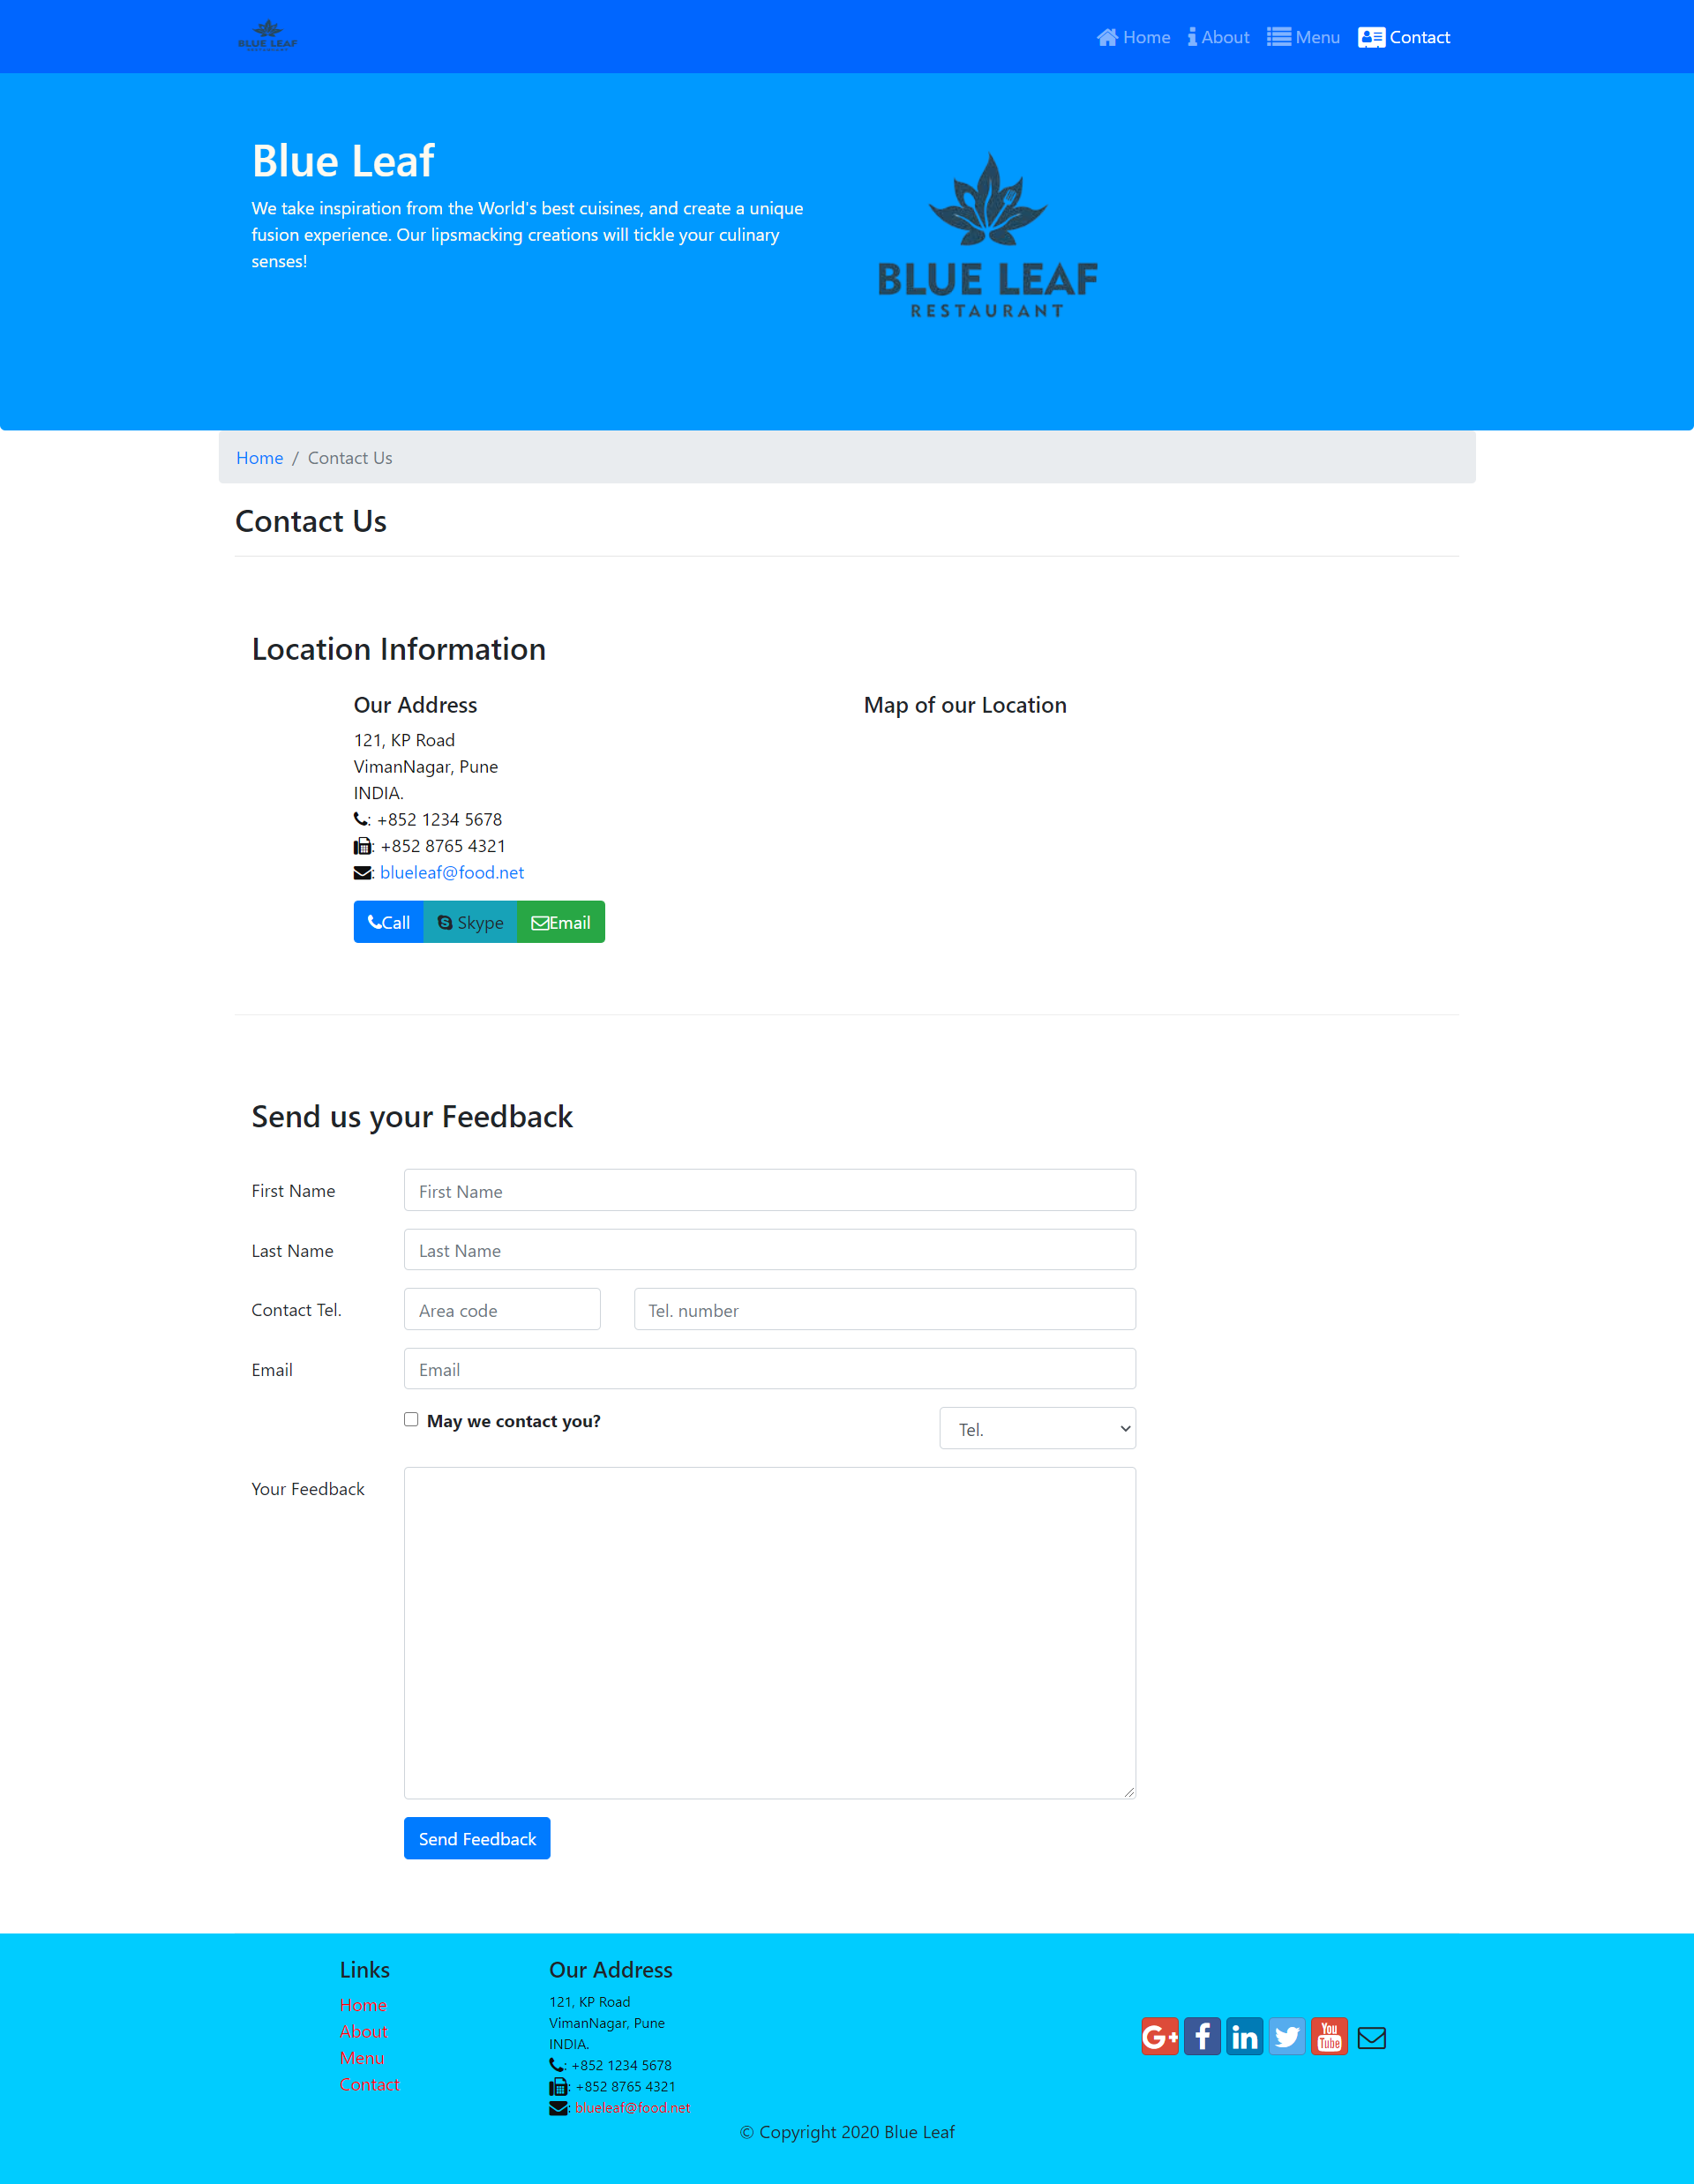 BLUE LEAF
RESTAURANT
Home
About
Menu
Contact
Blue Leaf
We take inspiration from the World's best cuisines, and create a unique
fusion experience. Our lipsmacking creations will tickle your culinary
senses!
BLUE LEAF
RESTAURANT
Home / Contact Us
Contact Us
Location Information
Our Address
121, KP Road
VimanNagar, Pune
INDIA.
: +852 1234 5678
: +852 8765 4321
: blueleaf@food.net
Call
Skype
Email
Map of our Location
Send us your Feedback
First Name
First Name
Last Name
Last Name
Contact Tel.
Area code
Tel. number
Email
Email
May we contact you?
Tel.
Your Feedback
Send Feedback
Links
Home
About
Menu
Contact
Our Address
121, KP Road
VimanNagar, Pune
INDIA.
: +852 1234 5678
: +852 8765 4321
: blueleaf@food.net
G+
f
in
You
Tube
© Copyright 2020 Blue Leaf